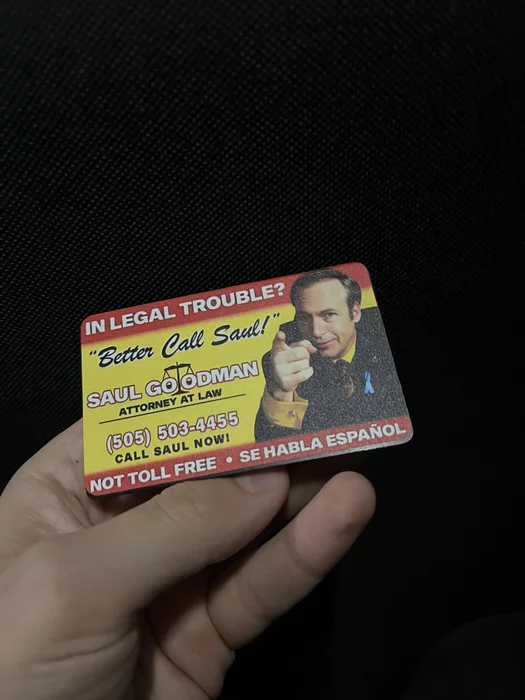 IN LEGAL TROUBLE?
“Better Call Saul!”
SAUL GOODMAN
ATTORNEY AT LAW
(505) 503-4455
CALL SAUL NOW!
NOT TOLL FREE • SE HABLA ESPAÑOL